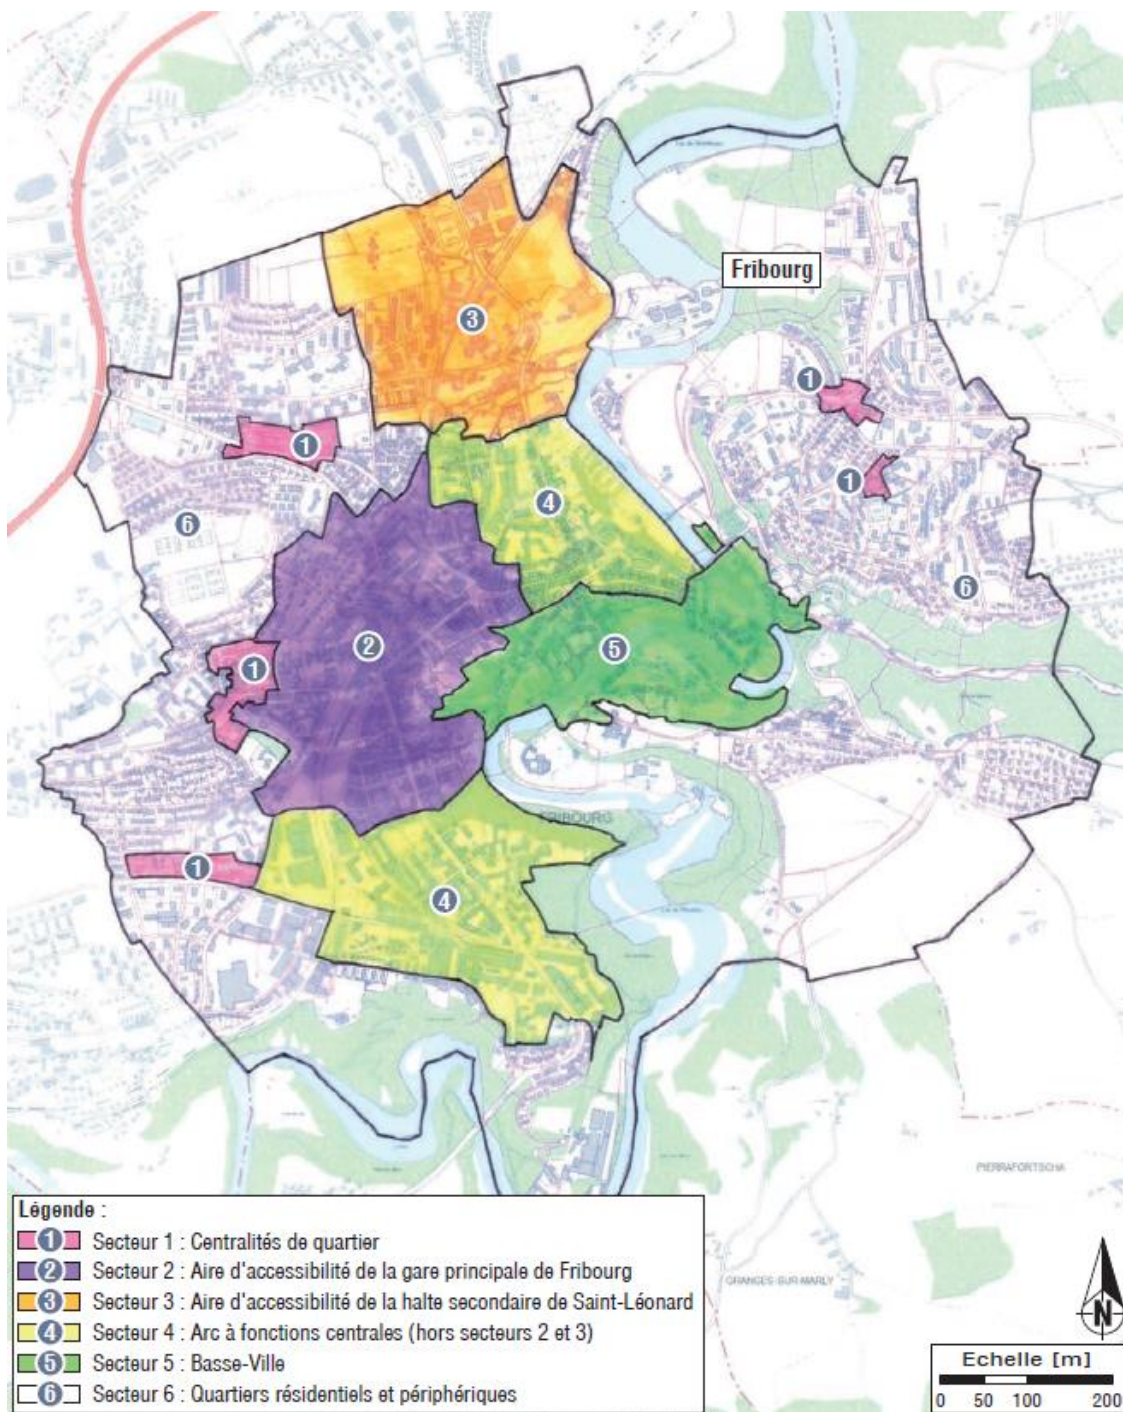 Fribourg
3
1
1
4
1
6
6
2
5
1
FRIBOURG
1
4
PIERRAFORTSCHA
GRANGES-SUR-MARLY
Légende :
1 Secteur 1 : Centralités de quartier
2 Secteur 2 : Aire d'accessibilité de la gare principale de Fribourg
3 Secteur 3 : Aire d'accessibilité de la halte secondaire de Saint-Léonard
4 Secteur 4 : Arc à fonctions centrales (hors secteurs 2 et 3)
5 Secteur 5 : Basse-Ville
6 Secteur 6 : Quartiers résidentiels et périphériques
N
Echelle [m]
0 50 100 200